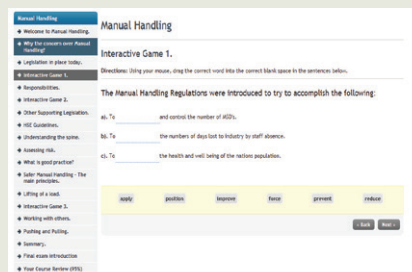 Manual Handling
Welcome to Manual Handling.
Why the concern over Manual
Handling?
Legislation in place today.
Interactive Game 1.
Responsibilities.
Interactive Game 2.
Other Supporting Legislation.
HSE Guidelines.
Understanding the spine.
Assessing risk.
What is good practice?
Safer Manual Handling - The
main principles.
Lifting of a load.
Interactive Game 3.
Working with others.
Pushing and Pulling.
Summary.
Final exam introduction
Your Course Review (95%)
Manual Handling
Interactive Game 1.
Directions: Using your mouse, drag the correct word into the correct blank space in the sentences below.
The Manual Handling Regulations were introduced to try to accomplish the following:
a). To and control the number of MSD's.
b). To the numbers of days lost to industry by staff absence.
c). To the health and well being of the nations population.
apply position improve force prevent reduce
‹ Back Next ›